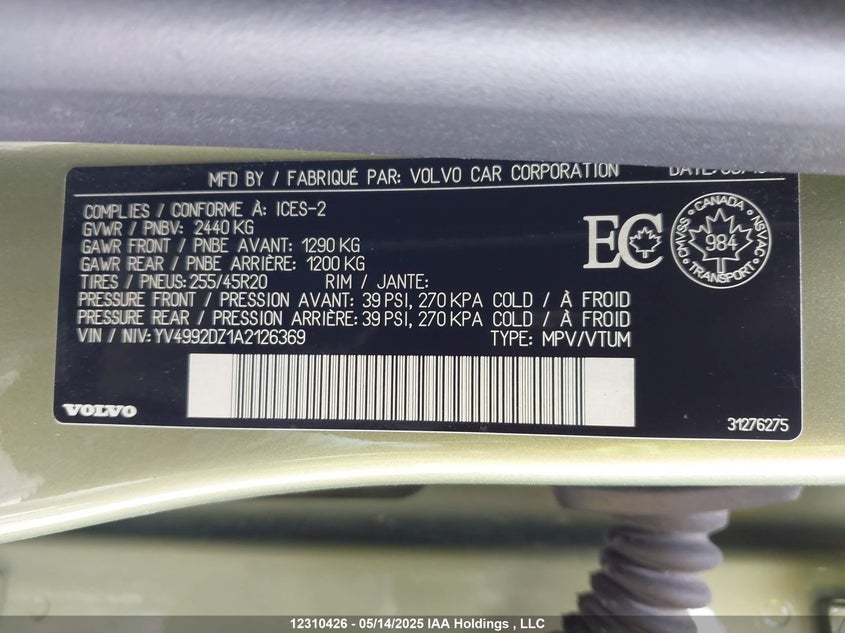 MFD BY / FABRIQUÉ PAR: VOLVO CAR CORPORATION
COMPLIES / CONFORME À: ICES-2
GVWR / PNBV: 2440 KG
GAWR FRONT / PNBE AVANT: 1290 KG
GAWR REAR / PNBE ARRIÈRE: 1200 KG
TIRES / PNEUS: 255/45R20 RIM / JANTE:
PRESSURE FRONT / PRESSION AVANT: 39 PSI, 270 KPA COLD / À FROID
PRESSURE REAR / PRESSION ARRIÈRE: 39 PSI, 270 KPA COLD / À FROID
VIN / NIV: YV4992DZ1A2126369 TYPE: MPV/VTUM
EC
CANADA
CMVSS
984
NSVAC
TRANSPORT
VOLVO
31276275
12310426 - 05/14/2025 IAA Holdings , LLC